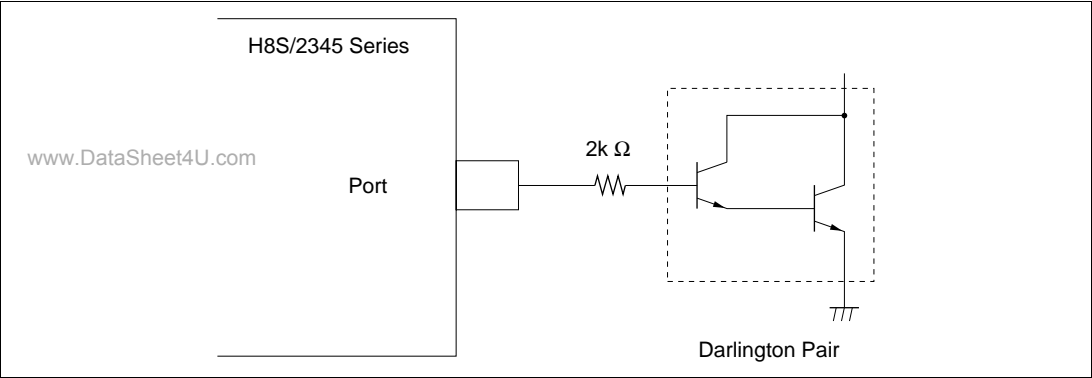 H8S/2345 Series
www.DataSheet4U.com
2k Ω
Port
Darlington Pair